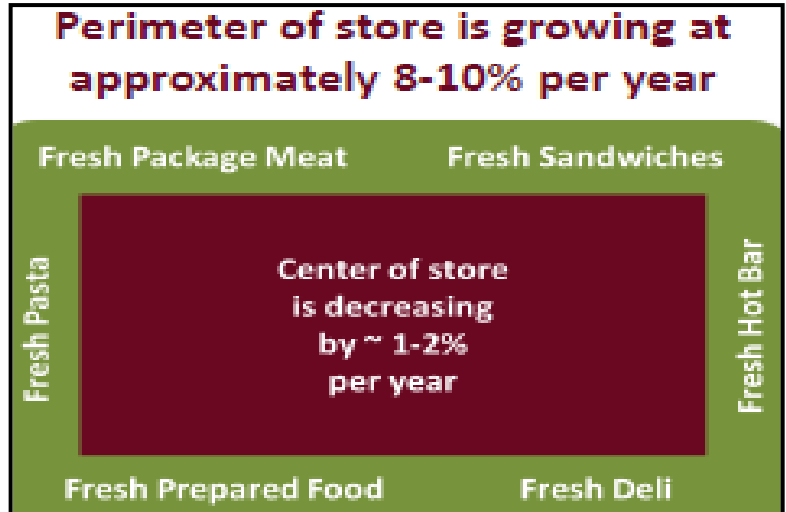 Perimeter of store is growing at
approximately 8-10% per year
Fresh Package Meat
Fresh Sandwiches
Fresh Pasta
Center of store
is decreasing
by ~ 1-2%
per year
Fresh Hot Bar
Fresh Prepared Food
Fresh Deli